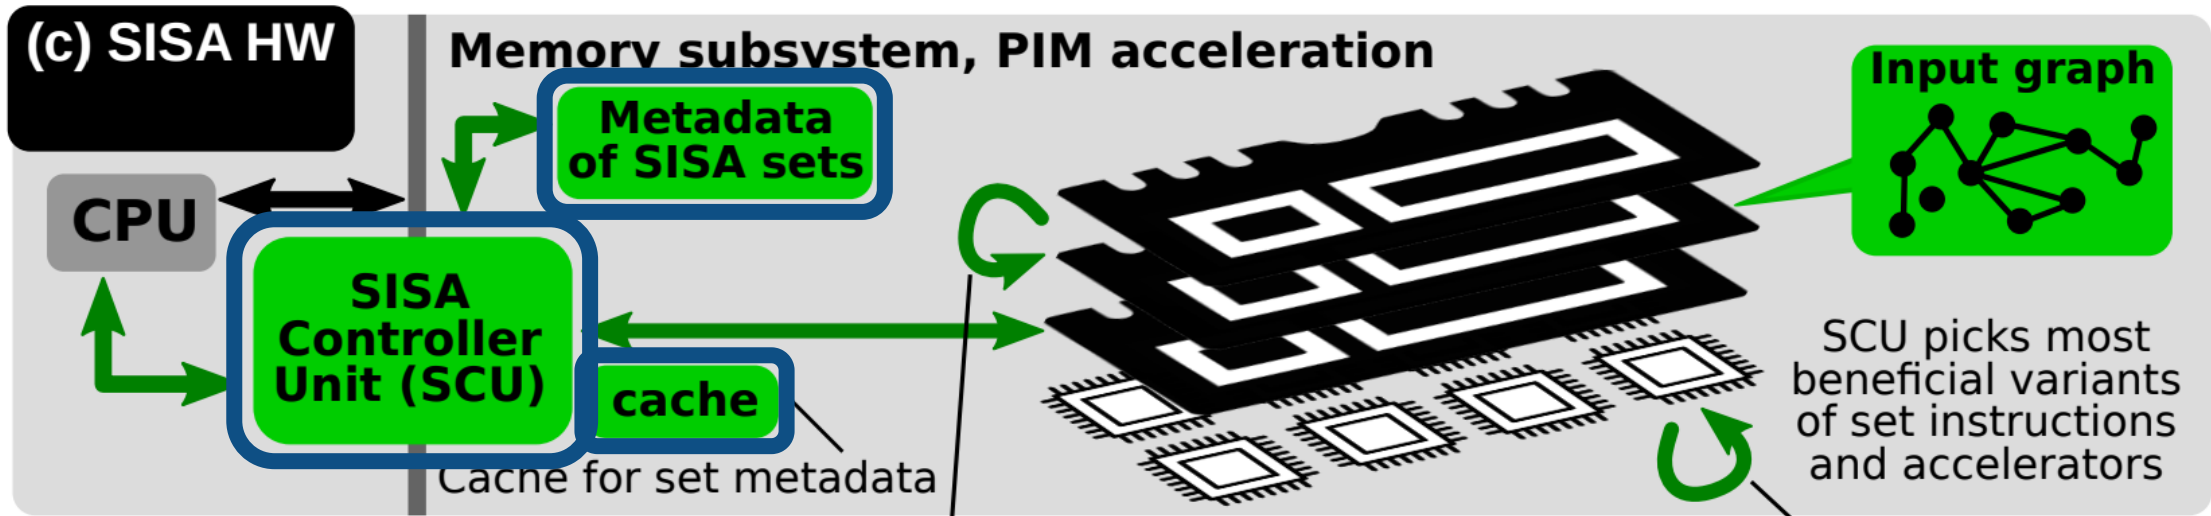 (c) SISA HW
Memory subsystem, PIM acceleration
Metadata
of SISA sets
Input graph
CPU
SISA
Controller
Unit (SCU)
cache
Cache for set metadata
SCU picks most
beneficial variants
of set instructions
and accelerators